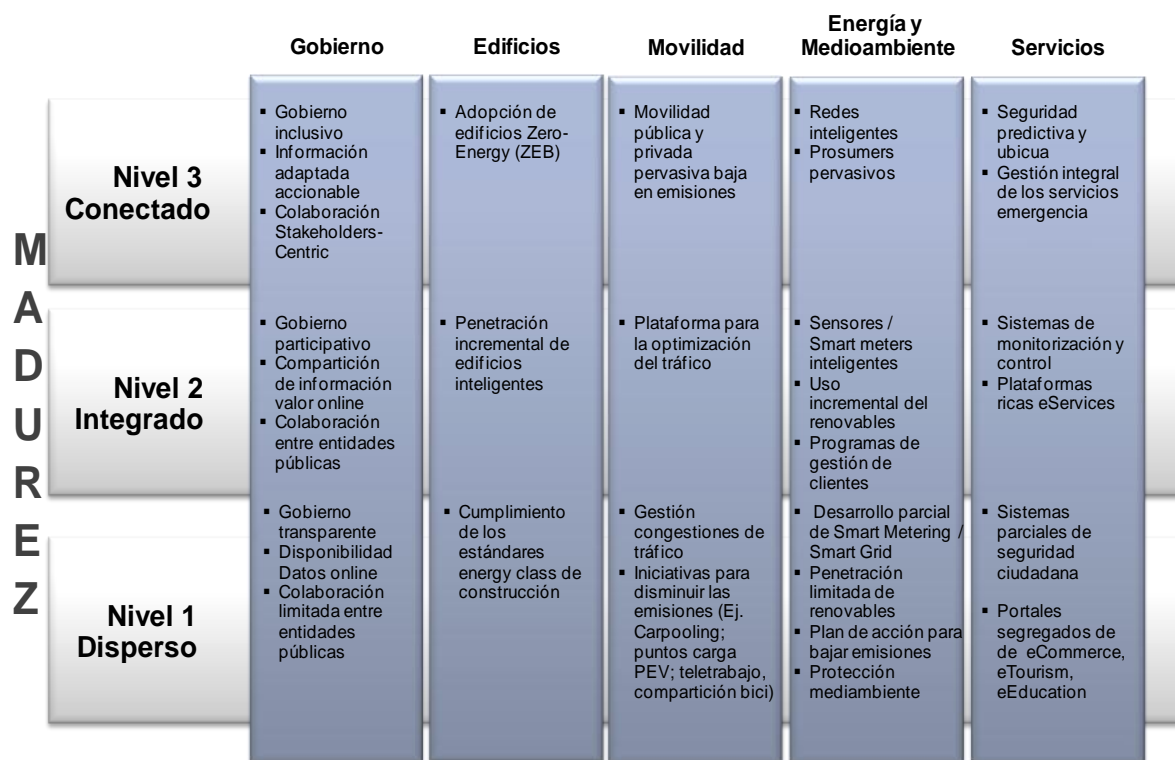 Gobierno
Edificios
Movilidad
Energía y
Medioambiente
Servicios
MADUREZ
Nivel 3
Conectado
▪ Gobierno
inclusivo
▪ Información
adaptada
accionable
▪ Colaboración
Stakeholders-
Centric
▪ Adopción de
edificios Zero-
Energy (ZEB)
▪ Movilidad
pública y
privada
pervasiva baja
en emisiones
▪ Redes
inteligentes
▪ Prosumers
pervasivos
▪ Seguridad
predictiva y
ubicua
▪ Gestión integral
de los servicios
emergencia
Nivel 2
Integrado
▪ Gobierno
participativo
▪ Compartición
de información
valor online
▪ Colaboración
entre entidades
públicas
▪ Penetración
incremental de
edificios
inteligentes
▪ Plataforma para
la optimización
del tráfico
▪ Sensores /
Smart meters
inteligentes
▪ Uso
incremental del
renovables
▪ Programas de
gestión de
clientes
▪ Sistemas de
monitorización y
control
▪ Plataformas
ricas eServices
Nivel 1
Disperso
▪ Gobierno
transparente
▪ Disponibilidad
Datos online
▪ Colaboración
limitada entre
entidades
públicas
▪ Cumplimiento
de los
estándares
energy class de
construcción
▪ Gestión
congestiones de
tráfico
▪ Iniciativas para
disminuir las
emisiones (Ej.
Carpooling;
puntos carga
PEV; teletrabajo,
compartición bici)
▪ Desarrollo parcial
de Smart Metering /
Smart Grid
▪ Penetración
limitada de
renovables
▪ Plan de acción para
bajar emisiones
▪ Protección
mediambiente
▪ Sistemas
parciales de
seguridad
ciudadana
▪ Portales
segregados de
de eCommerce,
eTourism,
eEducation